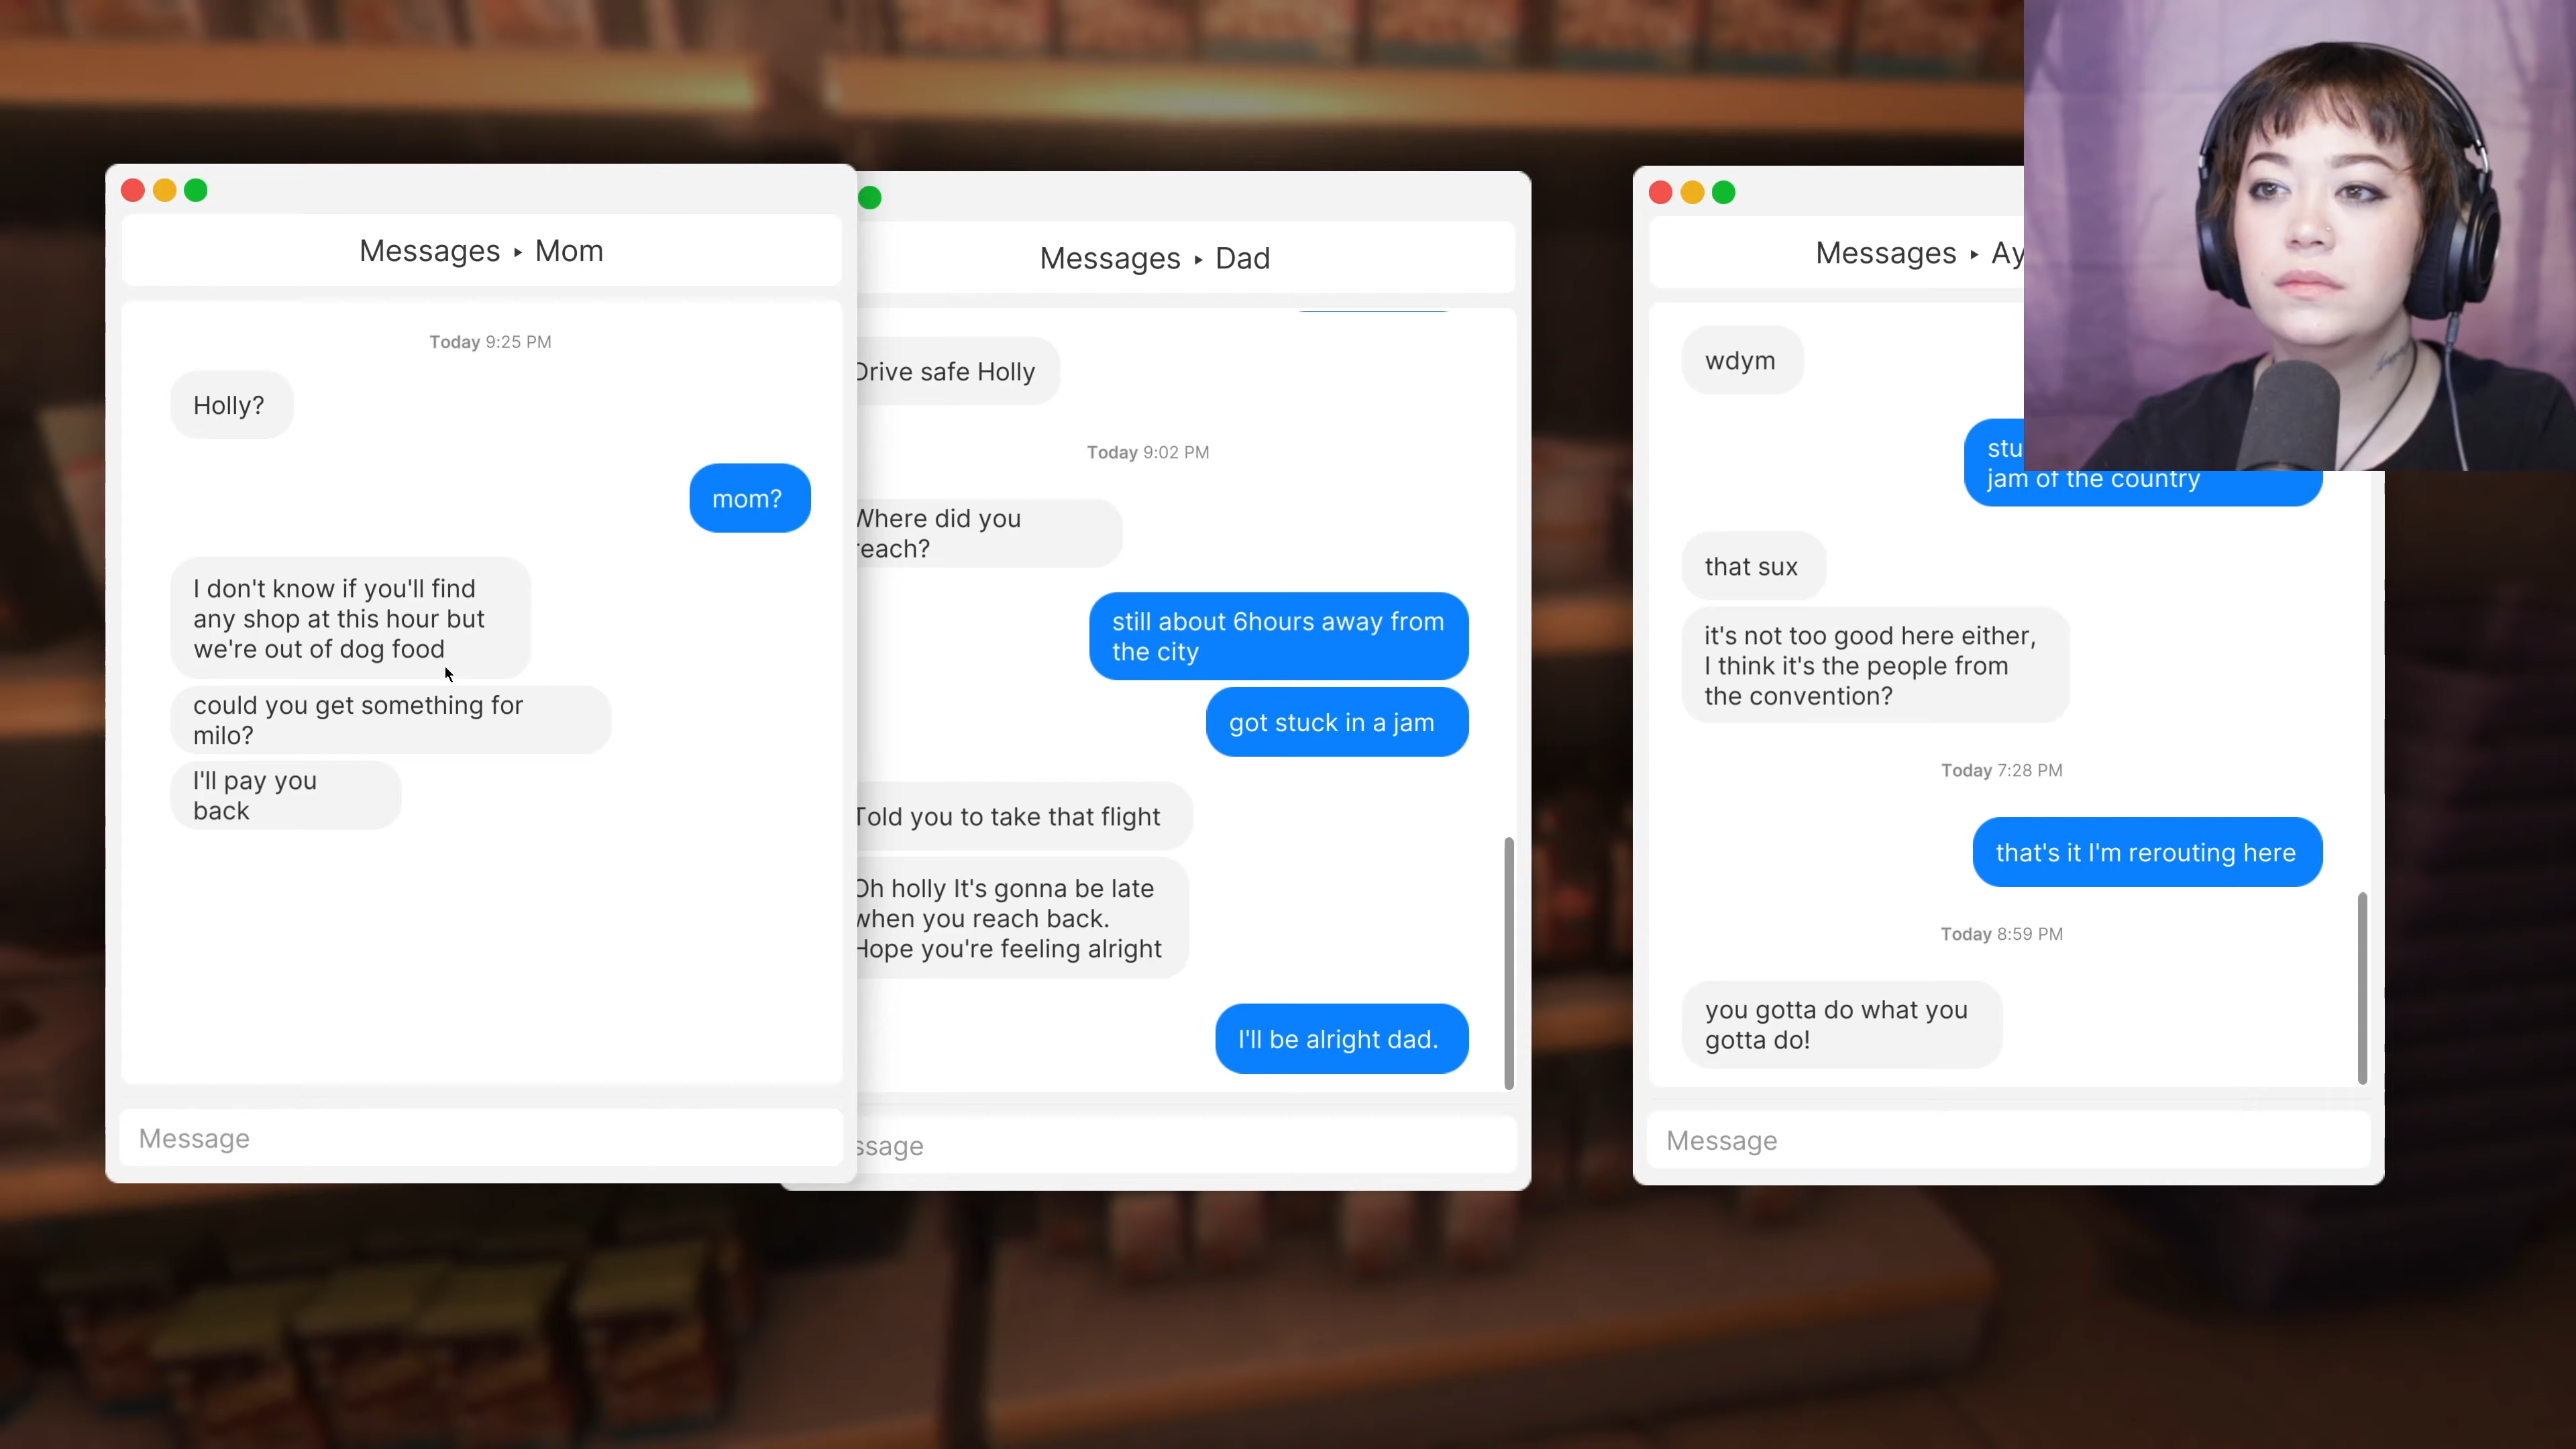 Messages ▸ Mom
Today 9:25 PM
Holly?
mom?
I don't know if you'll find
any shop at this hour but
we're out of dog food
could you get something for
milo?
I'll pay you
back
Message
Messages ▸ Dad
Drive safe Holly
Today 9:02 PM
Where did you
reach?
still about 6hours away from
the city
got stuck in a jam
Told you to take that flight
Oh holly It's gonna be late
when you reach back.
Hope you're feeling alright
I'll be alright dad.
ssage
Messages ▸ Ay
wdym
stu
jam of the country
that sux
it's not too good here either,
I think it's the people from
the convention?
Today 7:28 PM
that's it I'm rerouting here
Today 8:59 PM
you gotta do what you
gotta do!
Message